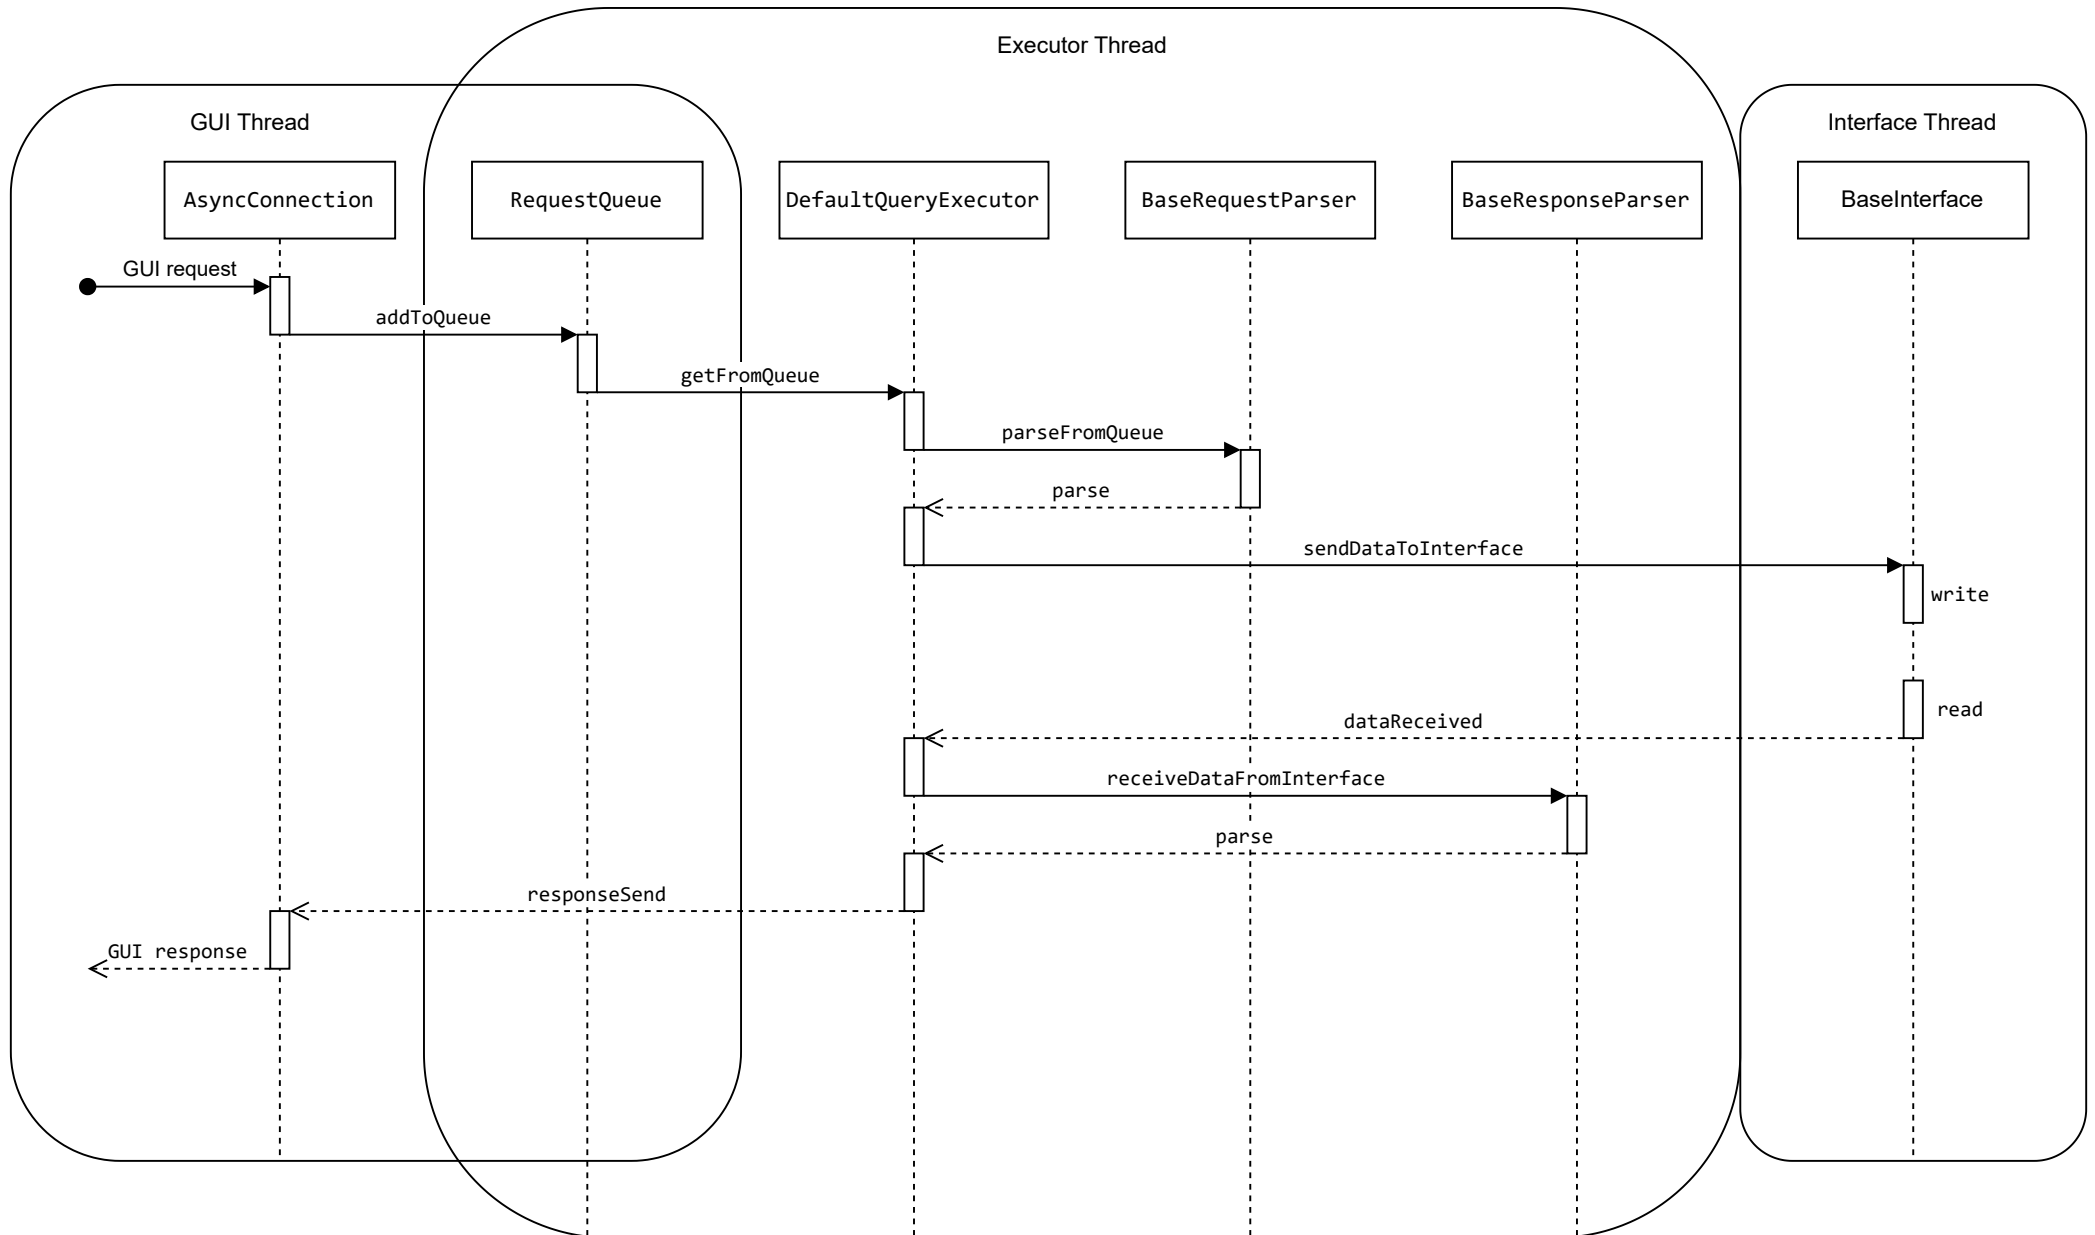 Executor Thread
GUI Thread
Interface Thread
AsyncConnection
RequestQueue
DefaultQueryExecutor
BaseRequestParser
BaseResponseParser
BaseInterface
GUI request
addToQueue
getFromQueue
parseFromQueue
parse
sendDataToInterface
write
read
dataReceived
receiveDataFromInterface
parse
responseSend
GUI response